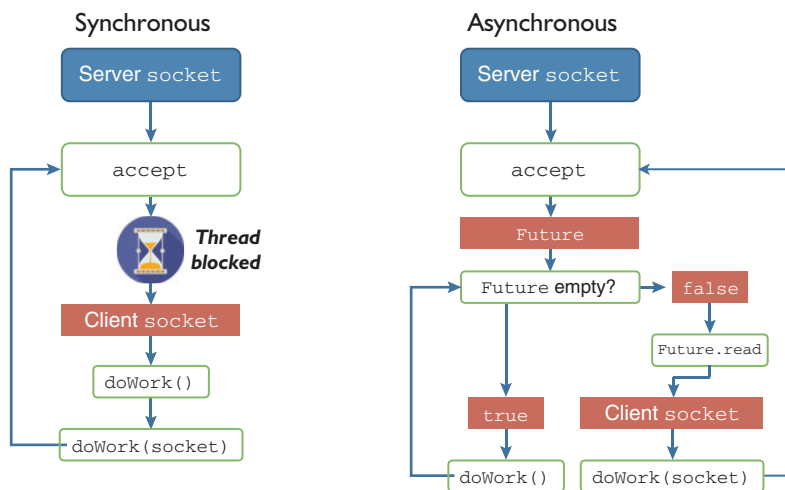 Synchronous
Server socket
accept
Thread
blocked
Client socket
doWork()
doWork(socket)
Asynchronous
Server socket
accept
Future
Future empty?
false
Future.read
true
Client socket
doWork()
doWork(socket)